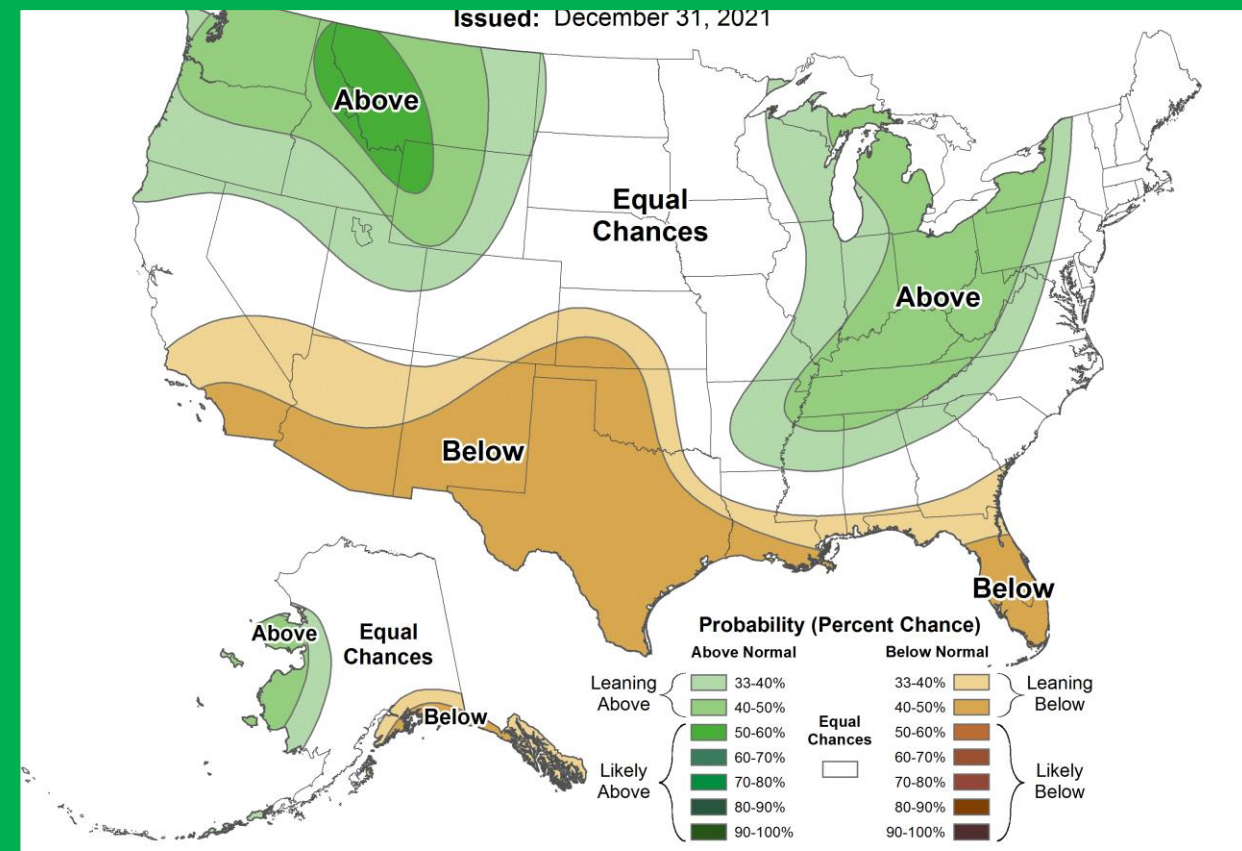 Issued: December 31, 2021
Above
Equal
Chances
Above
Below
Below
Above
Equal
Chances
Below
Probability (Percent Chance)
Above Normal
Below Normal
Leaning
Above
33-40%
40-50%
50-60%
60-70%
70-80%
80-90%
90-100%
Likely
Above
Equal
Chances
33-40%
40-50%
50-60%
60-70%
70-80%
80-90%
90-100%
Leaning
Below
Likely
Below